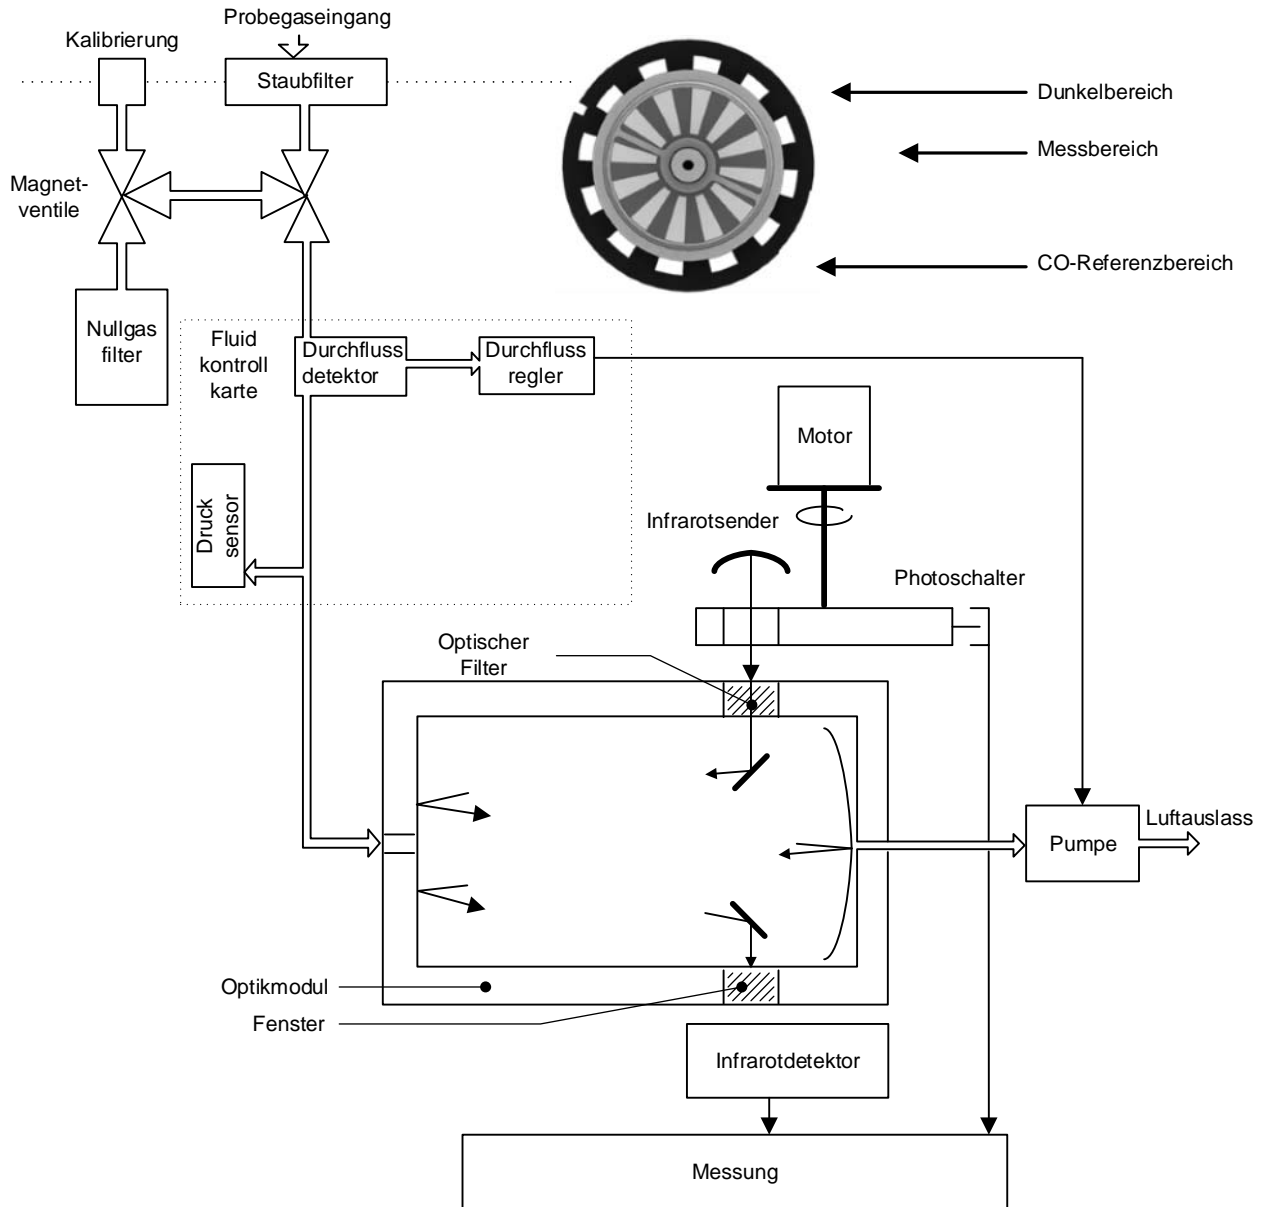 Probegaseingang
Kalibrierung
Staubfilter
Dunkelbereich
Messbereich
Magnet-
ventile
CO-Referenzbereich
Nullgas
filter
Fluid
kontroll
karte
Durchfluss
detektor
Durchfluss
regler
Motor
Druck
sensor
Infrarotsender
Photoschalter
Optischer
Filter
Luftauslass
Pumpe
Optikmodul
Fenster
Infrarotdetektor
Messung